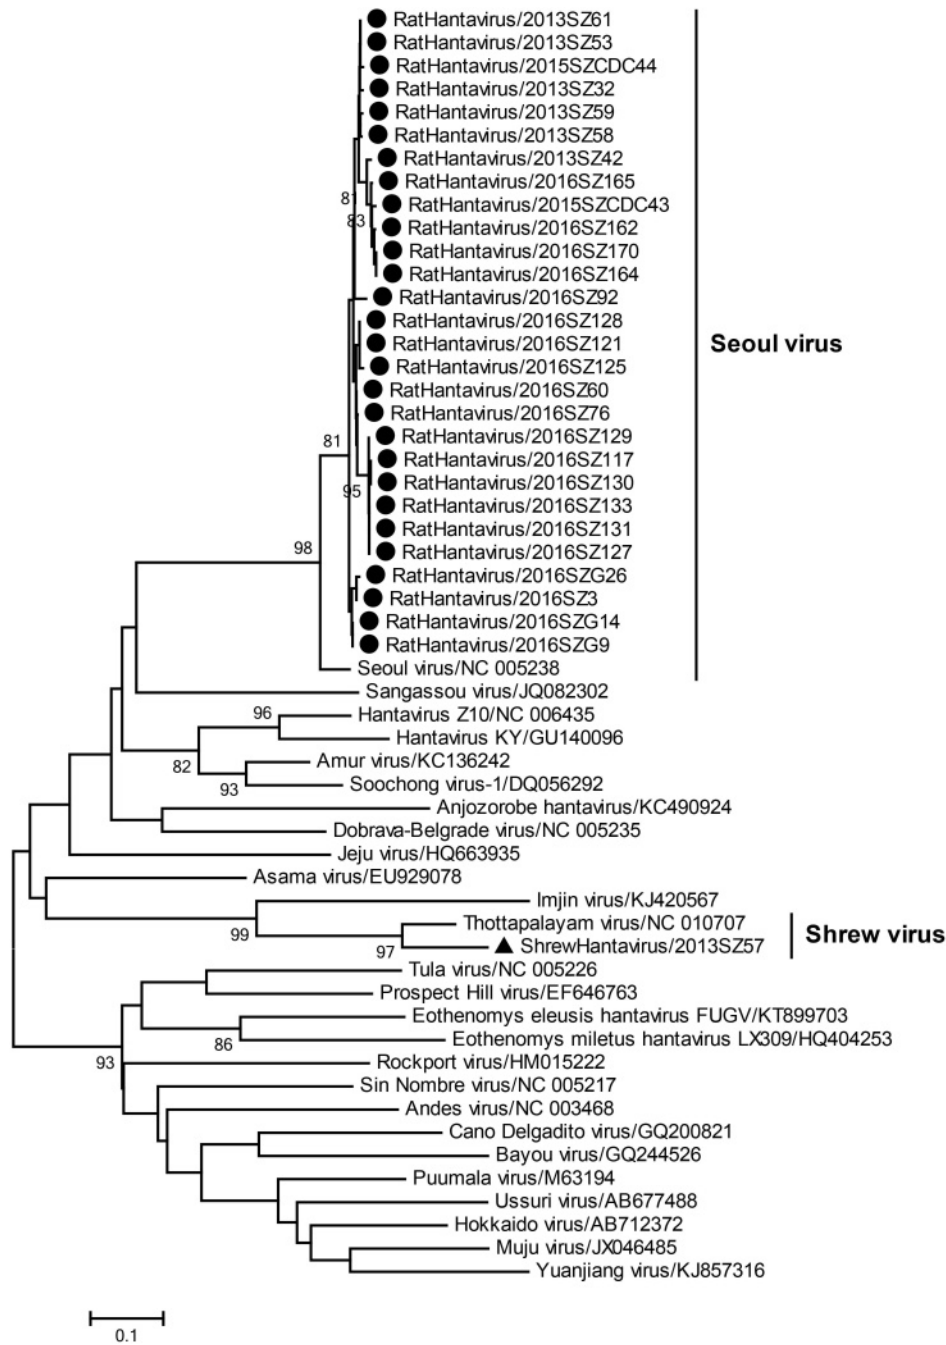 RatHantavirus/2013SZ61
RatHantavirus/2013SZ53
RatHantavirus/2015SZCDC44
RatHantavirus/2013SZ32
RatHantavirus/2013SZ59
RatHantavirus/2013SZ58
RatHantavirus/2013SZ42
RatHantavirus/2016SZ165
81
RatHantavirus/2015SZCDC43
83
RatHantavirus/2016SZ162
RatHantavirus/2016SZ170
RatHantavirus/2016SZ164
RatHantavirus/2016SZ92
RatHantavirus/2016SZ128
RatHantavirus/2016SZ121
Seoul virus
RatHantavirus/2016SZ125
RatHantavirus/2016SZ60
RatHantavirus/2016SZ76
RatHantavirus/2016SZ129
81
RatHantavirus/2016SZ117
RatHantavirus/2016SZ130
95
RatHantavirus/2016SZ133
RatHantavirus/2016SZ131
RatHantavirus/2016SZ127
98
RatHantavirus/2016SZG26
RatHantavirus/2016SZ3
RatHantavirus/2016SZG14
RatHantavirus/2016SZG9
Seoul virus/NC 005238
Sangassou virus/JQ082302
96
Hantavirus Z10/NC 006435
Hantavirus KY/GU140096
82
Amur virus/KC136242
93
Soochong virus-1/DQ056292
Anjozorobe hantavirus/KC490924
Dobrava-Belgrade virus/NC 005235
Jeju virus/HQ663935
Asama virus/EU929078
Imjin virus/KJ420567
99
Thottapalayam virus/NC 010707
Shrew virus
97
ShrewHantavirus/2013SZ57
Tula virus/NC 005226
Prospect Hill virus/EF646763
Eothenomys eleusis hantavirus FUGV/KT899703
86
Eothenomys miletus hantavirus LX309/HQ404253
93
Rockport virus/HM015222
Sin Nombre virus/NC 005217
Andes virus/NC 003468
Cano Delgadito virus/GQ200821
Bayou virus/GQ244526
Puumala virus/M63194
Ussuri virus/AB677488
Hokkaido virus/AB712372
Muju virus/JX046485
Yuanjiang virus/KJ857316
0.1